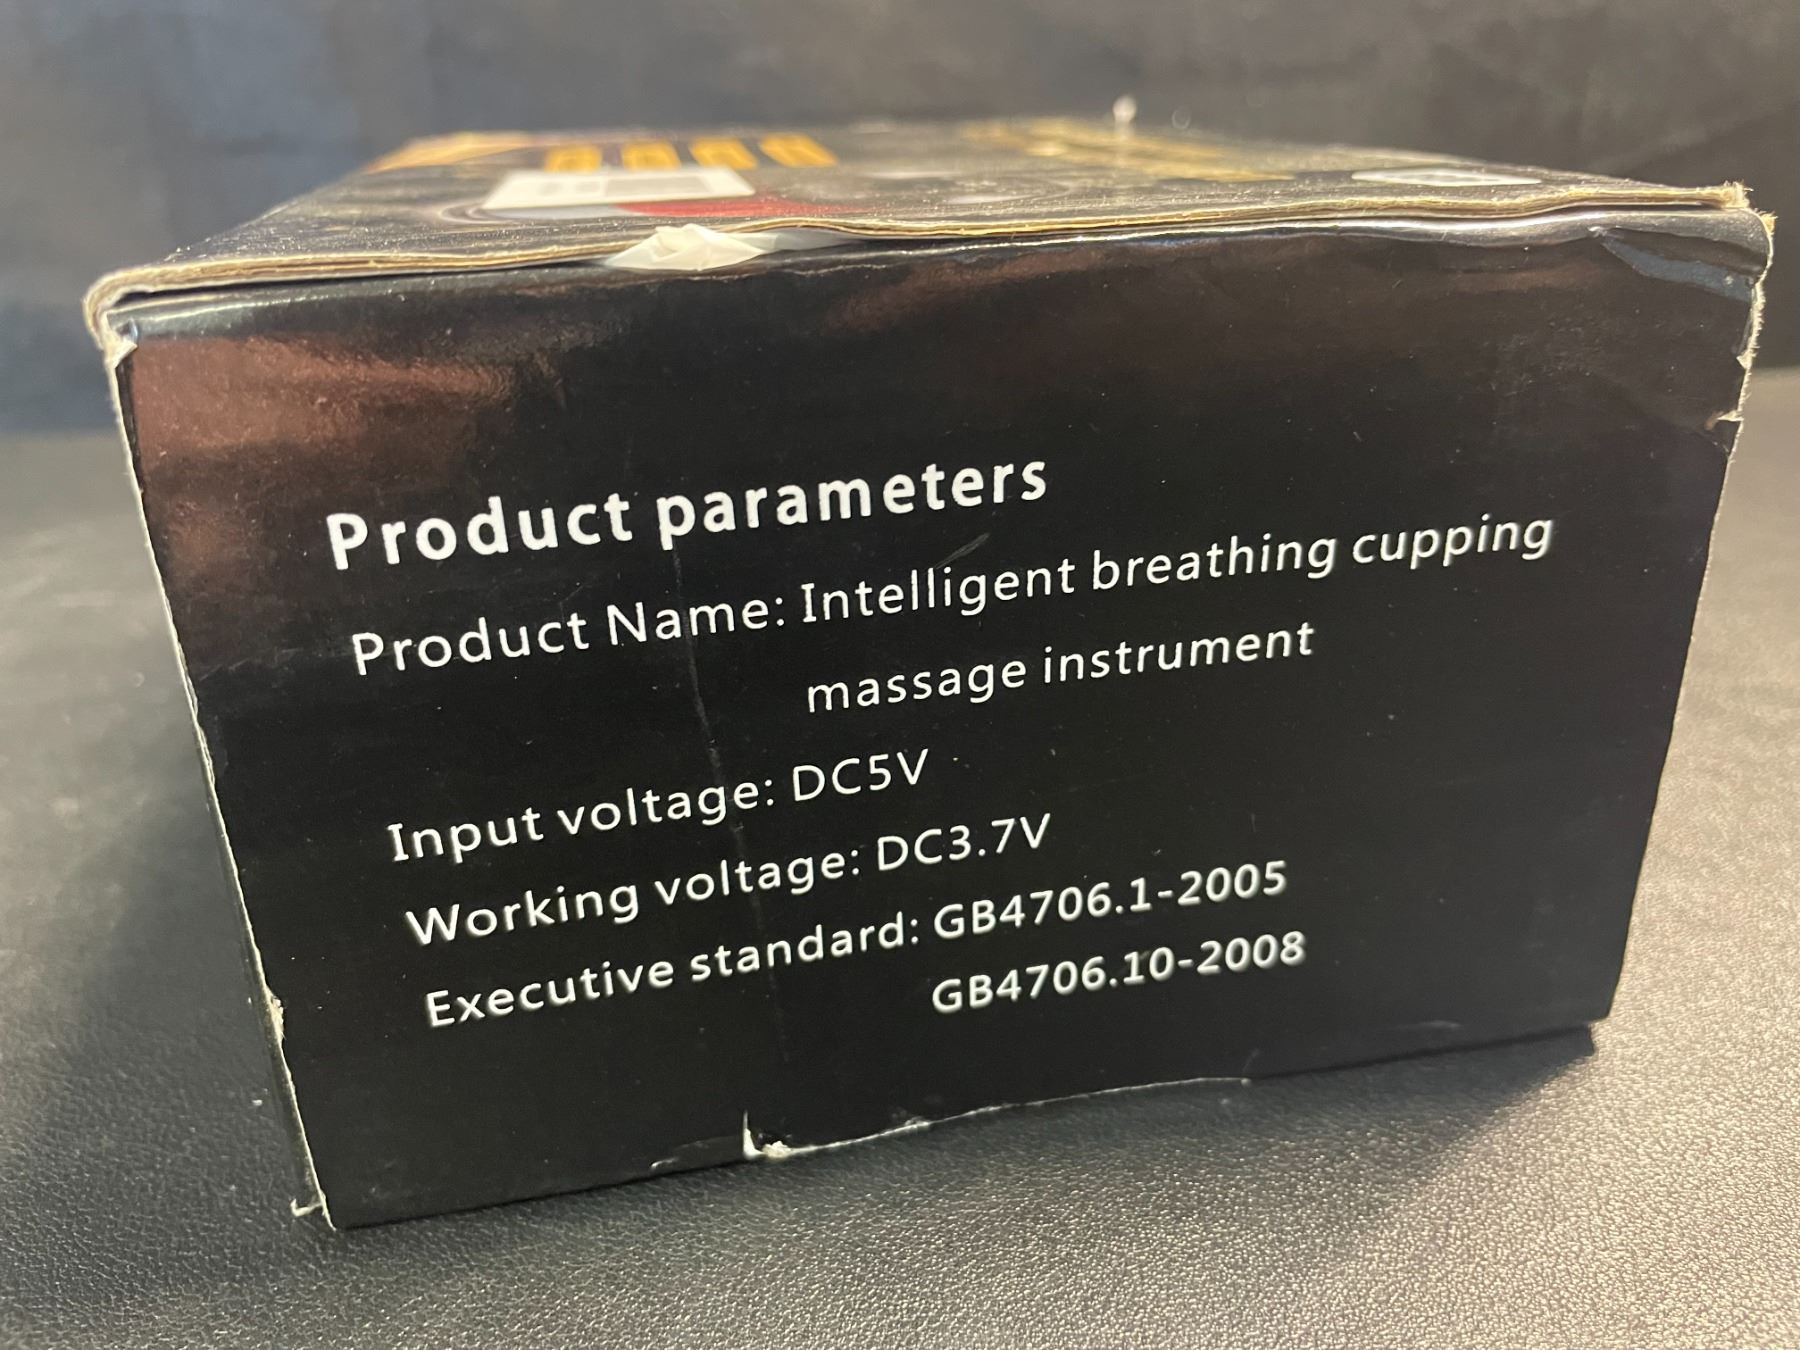 Product parameters
Product Name: Intelligent breathing cupping
massage instrument
Input voltage: DC5V
Working voltage: DC3.7V
Executive standard: GB4706.1-2005
GB4706.10-2008